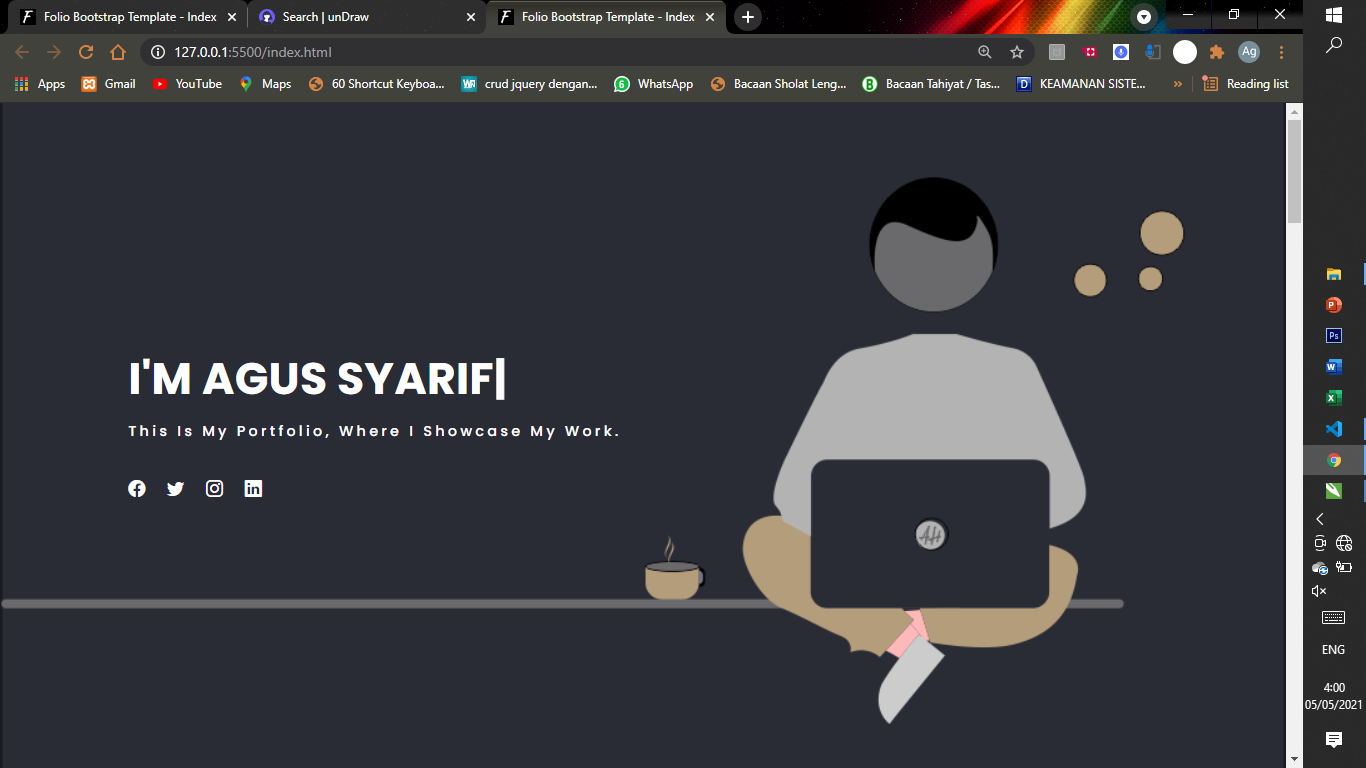 Folio Bootstrap Template - Index
Search | unDraw
Folio Bootstrap Template - Index
127.0.0.1:5500/index.html
Ag
Apps
Gmail
YouTube
Maps
60 Shortcut Keyboa...
crud jquery dengan...
WhatsApp
Bacaan Sholat Leng...
Bacaan Tahiyat / Tas...
KEAMANAN SISTE...
»
Reading list
I'M AGUS SYARIF|
This Is My Portfolio, Where I Showcase My Work.
AH
ENG
4:00
05/05/2021